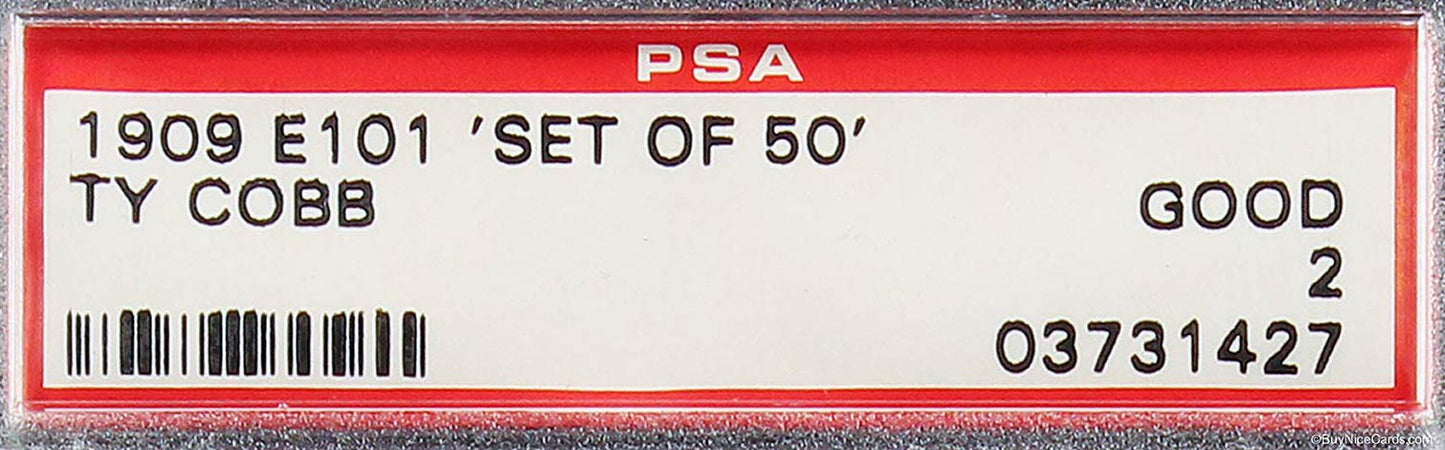 PSA
1909 E101 'SET OF 50'
TY COBB
GOOD
2
03731427
©BuyNiceCards.com